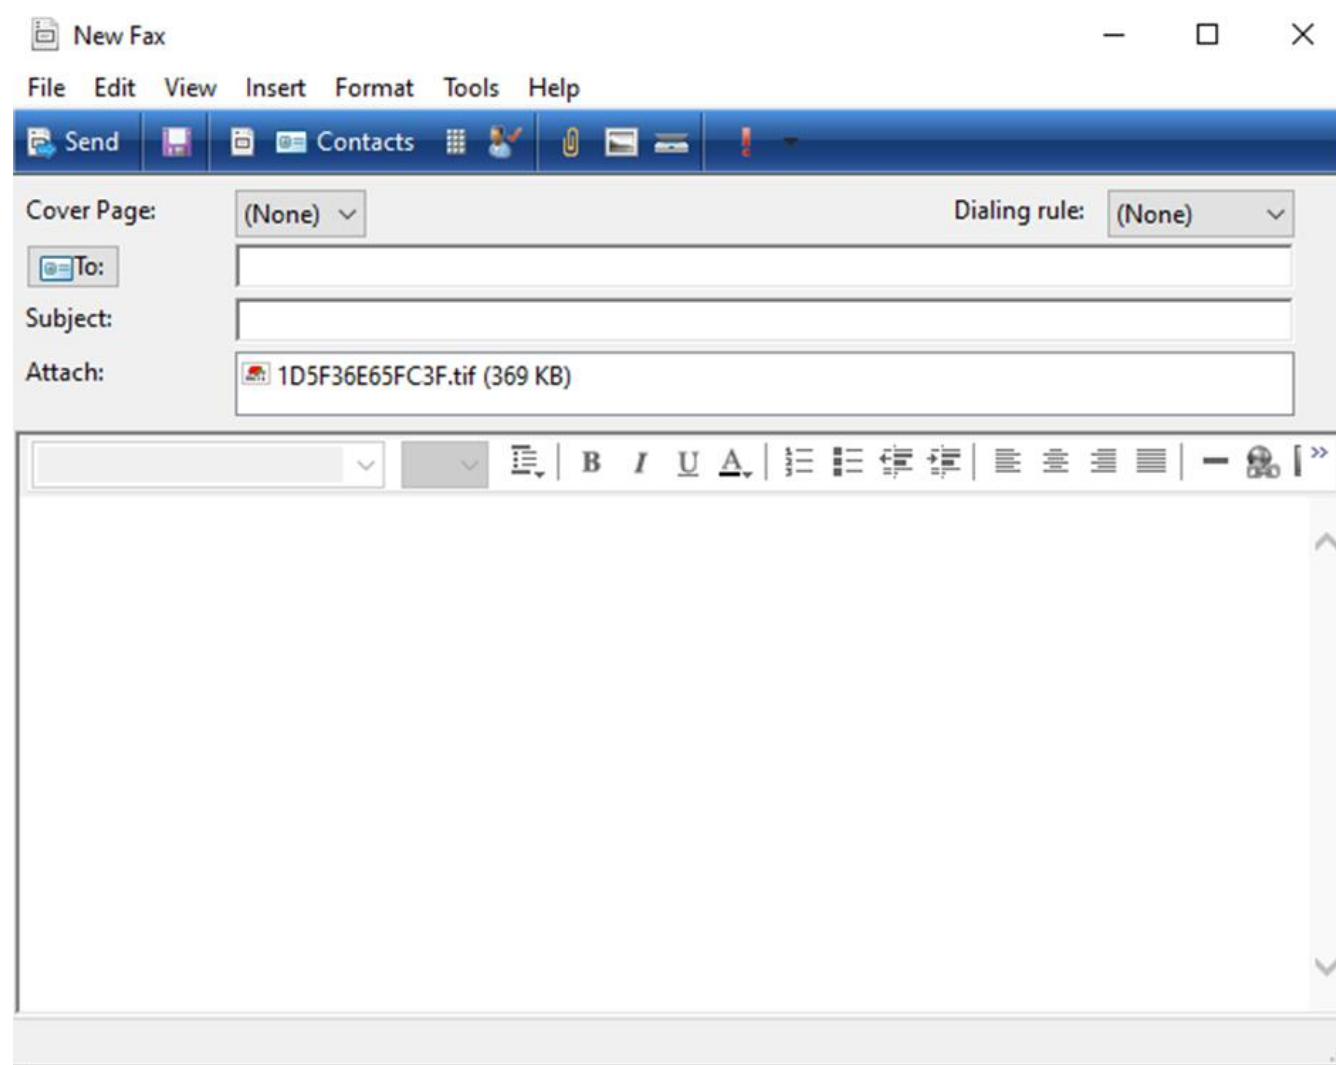 New Fax
File Edit View Insert Format Tools Help
Send Contacts
Cover Page: (None) Dialing rule: (None)
To:
Subject:
Attach: 1D5F36E65FC3F.tif (369 KB)
B I U A